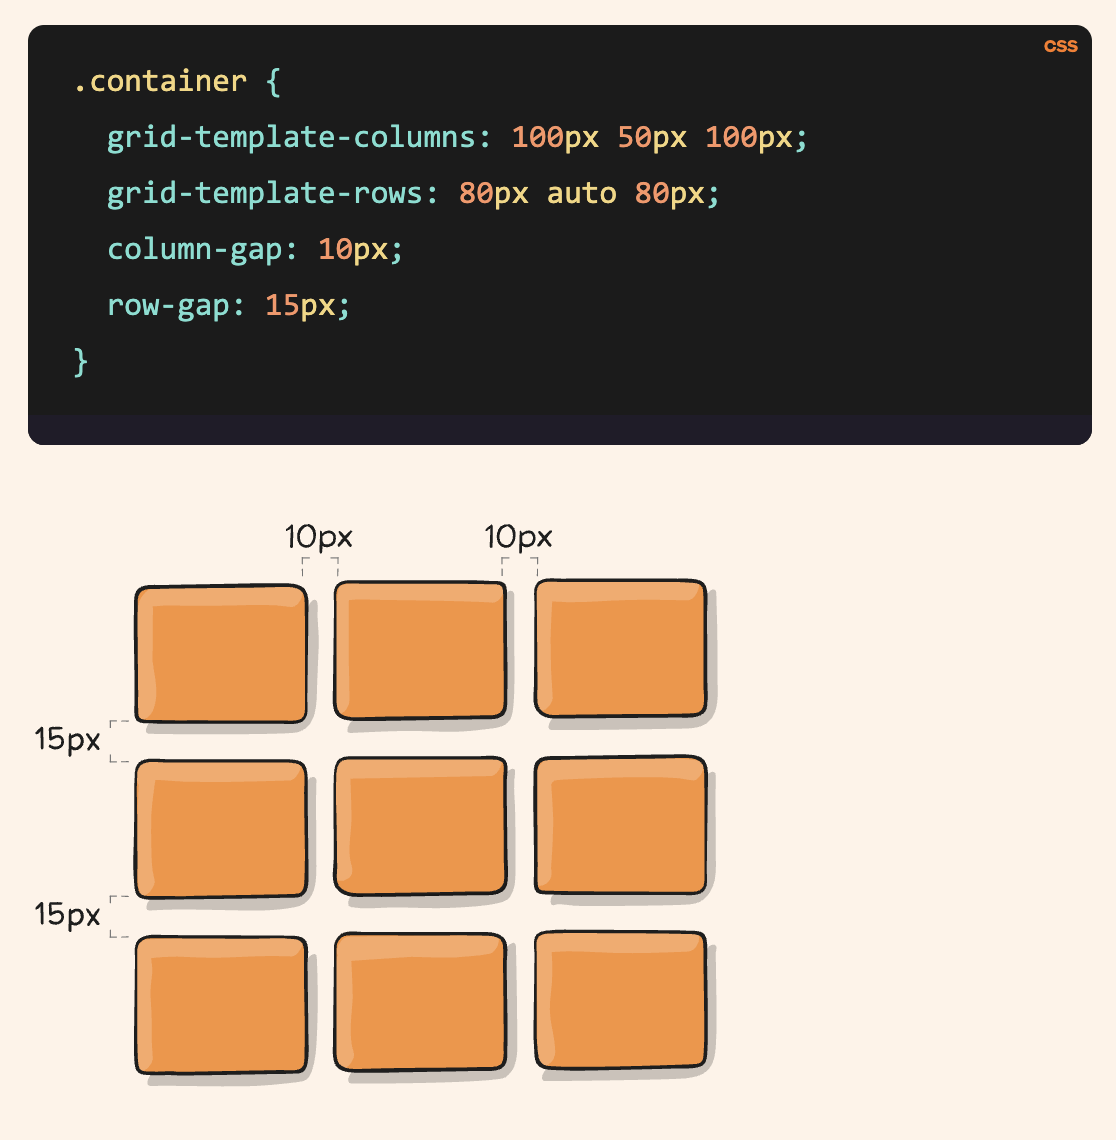 CSS
.container {
  grid-template-columns: 100px 50px 100px;
  grid-template-rows: 80px auto 80px;
  column-gap: 10px;
  row-gap: 15px;
}
10px 10px
15px
15px